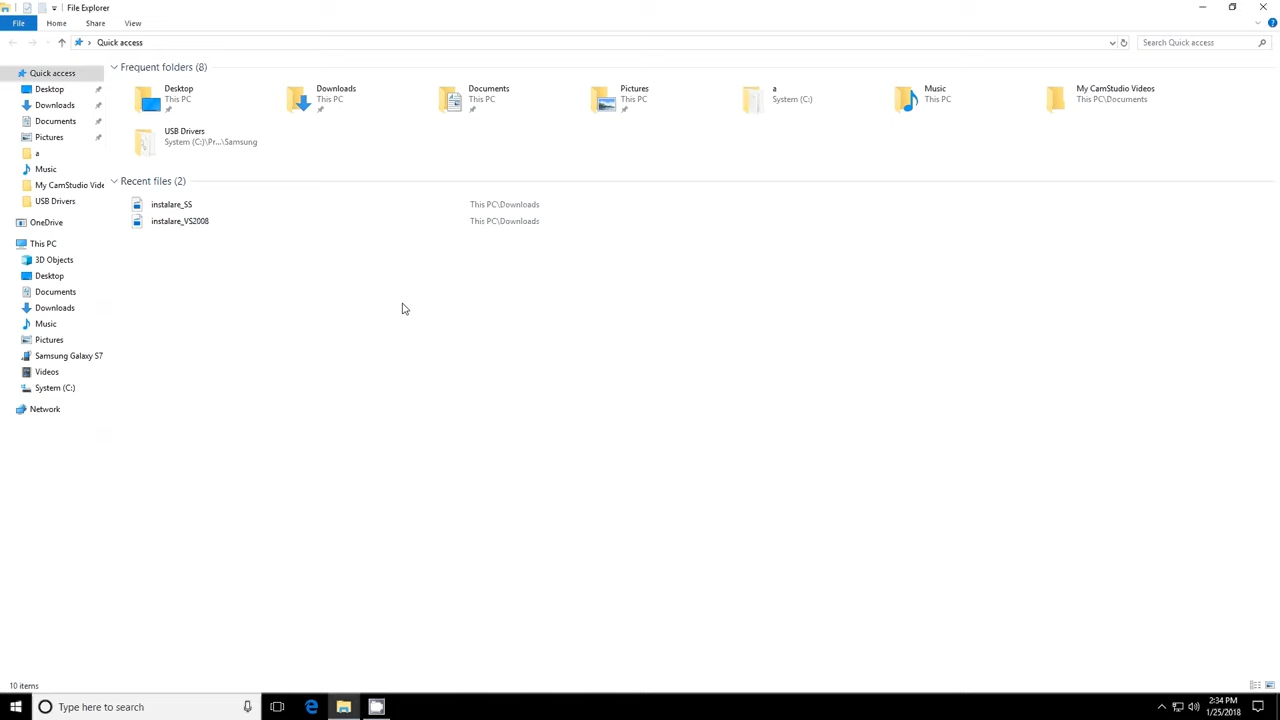 File Explorer
File Home Share View
Quick access Search Quick access
Quick access
Desktop
Downloads
Documents
Pictures
a
Music
My CamStudio Vide
USB Drivers
OneDrive
This PC
3D Objects
Desktop
Documents
Downloads
Music
Pictures
Samsung Galaxy S7
Videos
System (C:)
Network
Frequent folders (8)
Desktop
This PC
Downloads
This PC
Documents
This PC
Pictures
This PC
a
System (C:)
Music
This PC
My CamStudio Videos
This PC\Documents
USB Drivers
System (C:)\Pr...\Samsung
Recent files (2)
instalare_SS This PC\Downloads
instalare_VS2008 This PC\Downloads
10 items
Type here to search
2:34 PM
1/25/2018